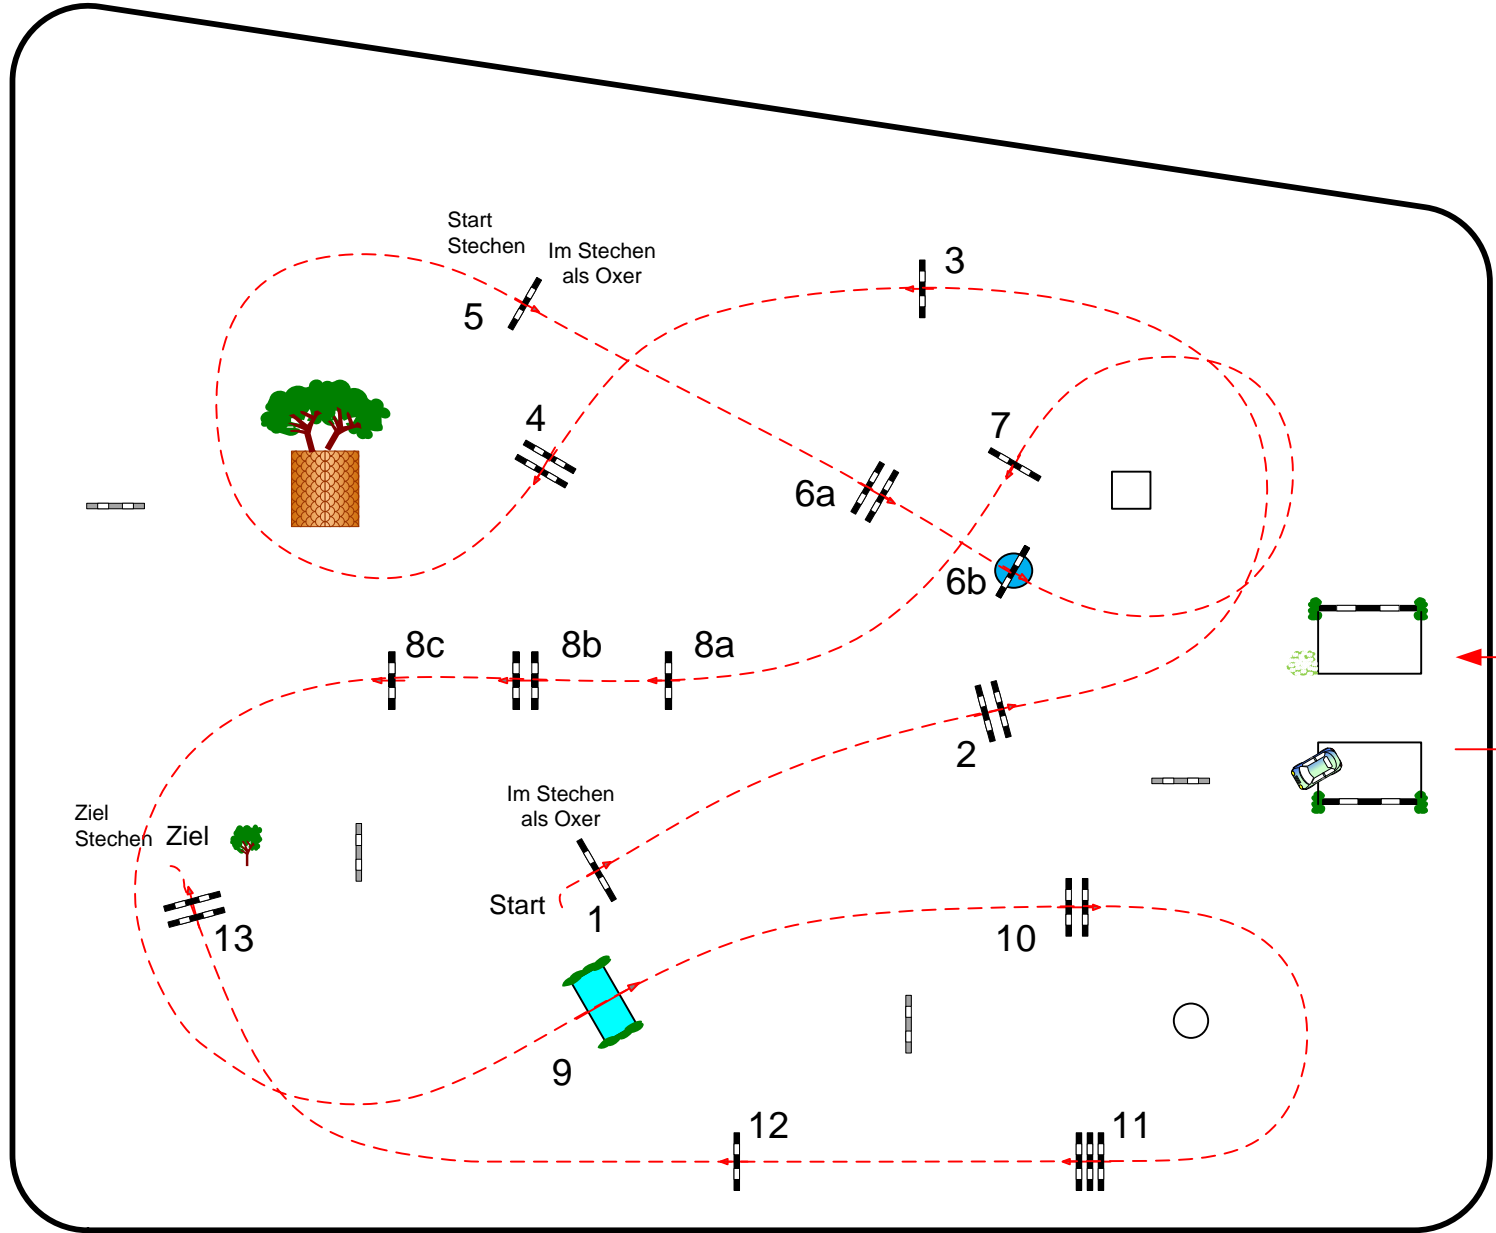 Start
Stechen
Im Stechen
als Oxer
3
5
4
7
6a
6b
8c
8b
8a
2
Im Stechen
als Oxer
Ziel
Stechen
Ziel
Start
1
13
10
9
12
11